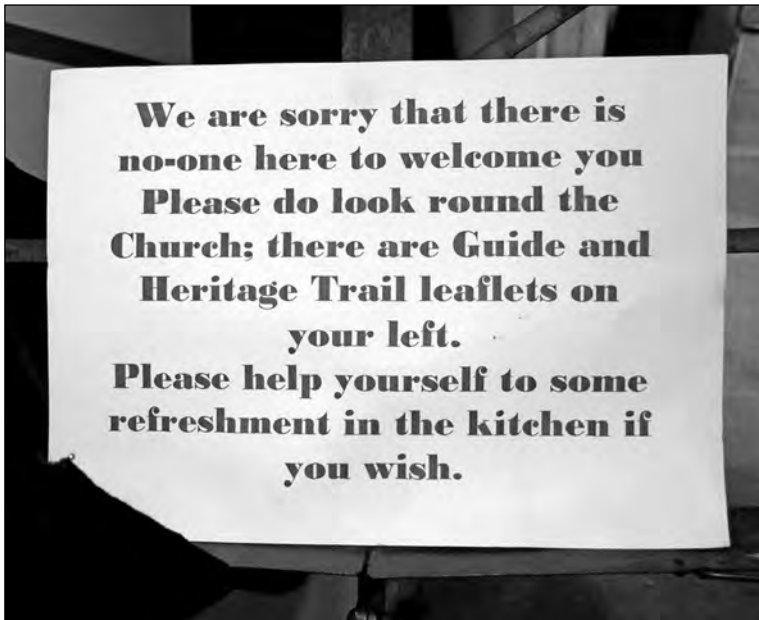 We are sorry that there is
no-one here to welcome you
Please do look round the
Church; there are Guide and
Heritage Trail leaflets on
your left.
Please help yourself to some
refreshment in the kitchen if
you wish.